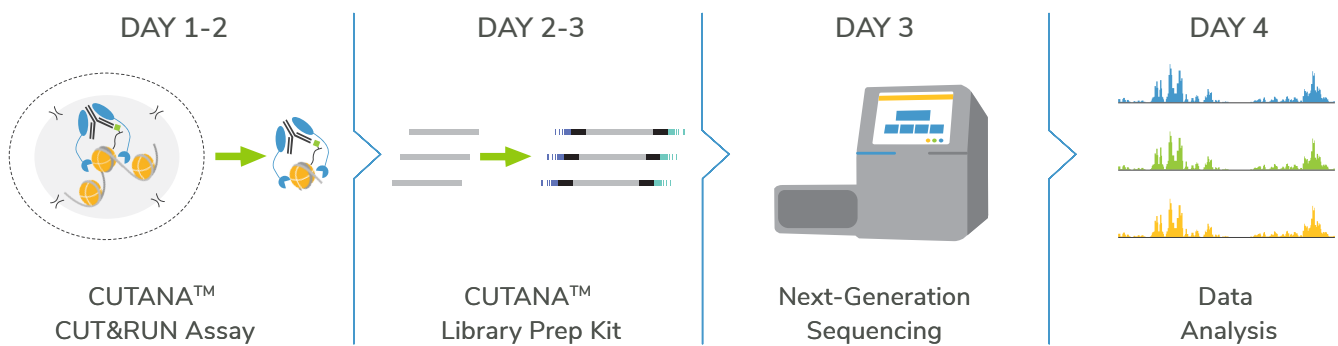 DAY 1-2
CUTANA™
CUT&RUN Assay
DAY 2-3
CUTANA™
Library Prep Kit
DAY 3
Next-Generation
Sequencing
DAY 4
Data
Analysis